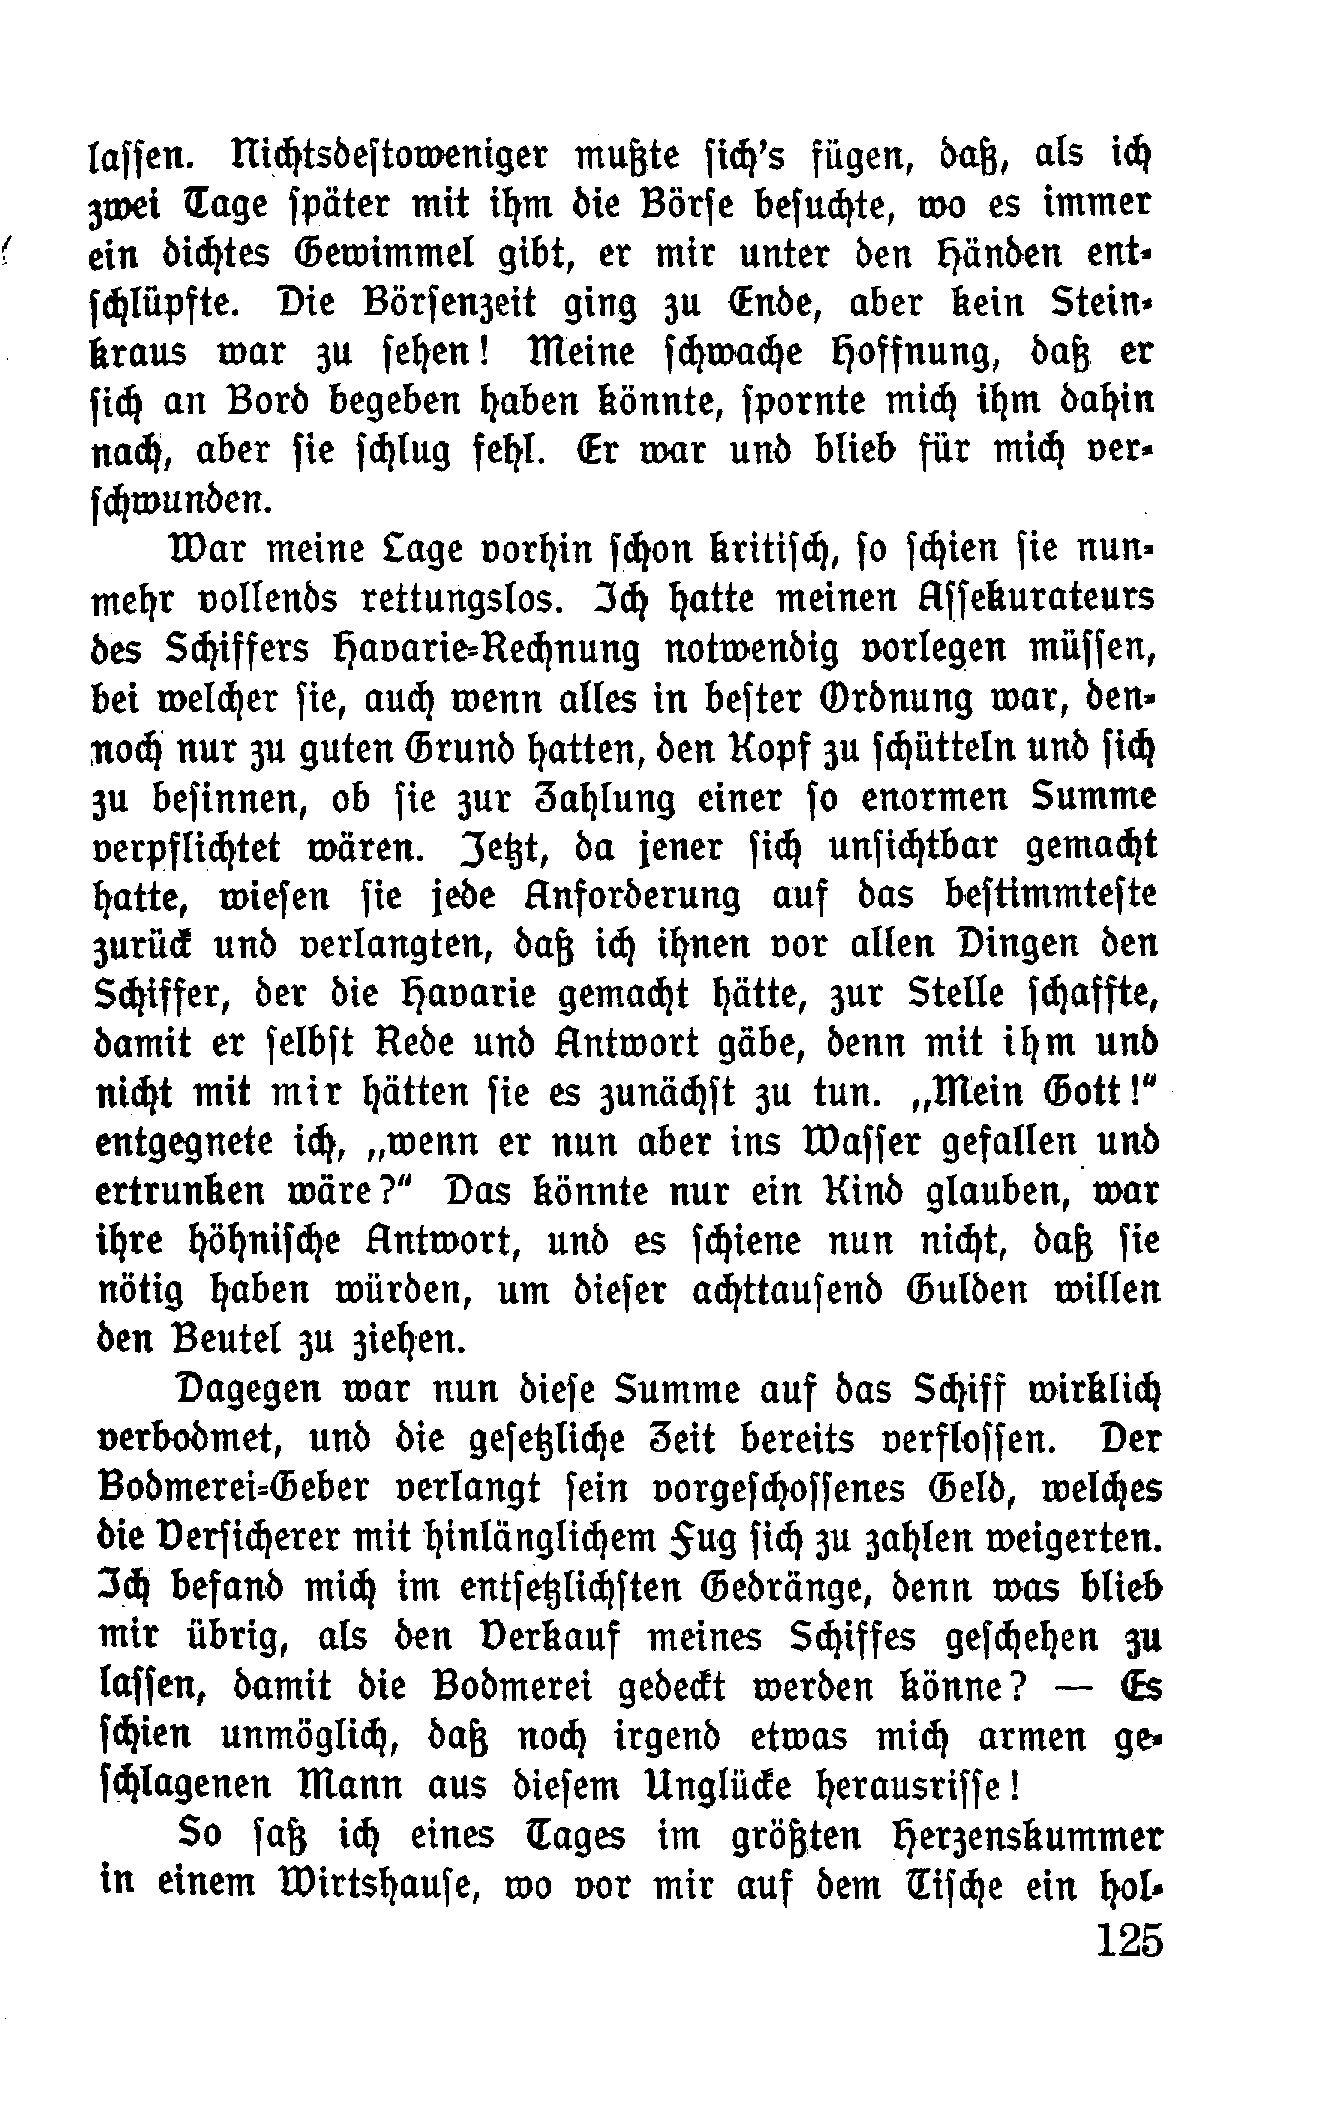 lassen. Nichtsdestoweniger mußte sich's fügen, daß, als ich
zwei Tage später mit ihm die Börse besuchte, wo es immer
ein dichtes Gewimmel gibt, er mir unter den Händen ent-
schlüpfte. Die Börsenzeit ging zu Ende, aber kein Stein-
kraus war zu sehen! Meine schwache Hoffnung, daß er
sich an Bord begeben haben könnte, spornte mich ihm dahin
nach, aber sie schlug fehl. Er war und blieb für mich ver-
schwunden.
War meine Lage vorhin schon kritisch, so schien sie nun-
mehr vollends rettungslos. Ich hatte meinen Assekurateurs
des Schiffers Havarie-Rechnung notwendig vorlegen müssen,
bei welcher sie, auch wenn alles in bester Ordnung war, den-
noch nur zu guten Grund hatten, den Kopf zu schütteln und sich
zu besinnen, ob sie zur Zahlung einer so enormen Summe
verpflichtet wären. Jetzt, da jener sich unsichtbar gemacht
hatte, wiesen sie jede Anforderung auf das bestimmteste
zurück und verlangten, daß ich ihnen vor allen Dingen den
Schiffer, der die Havarie gemacht hätte, zur Stelle schaffte,
damit er selbst Rede und Antwort gäbe, denn mit ihm und
nicht mit mir hätten sie es zunächst zu tun. „Mein Gott!“
entgegnete ich, „wenn er nun aber ins Wasser gefallen und
ertrunken wäre?“ Das könnte nur ein Kind glauben, war
ihre höhnische Antwort, und es schiene nun nicht, daß sie
nötig haben würden, um dieser achttausend Gulden willen
den Beutel zu ziehen.
Dagegen war nun diese Summe auf das Schiff wirklich
verbodmet, und die gesetzliche Zeit bereits verflossen. Der
Bodmerei-Geber verlangt sein vorgeschossenes Geld, welches
die Versicherer mit hinlänglichem Fug sich zu zahlen weigerten.
Ich befand mich im entsetzlichsten Gedränge, denn was blieb
mir übrig, als den Verkauf meines Schiffes geschehen zu
lassen, damit die Bodmerei gedeckt werden könne? — Es
schien unmöglich, daß noch irgend etwas mich armen ge-
schlagenen Mann aus diesem Unglücke herausrisse!
So saß ich eines Tages im größten Herzenskummer
in einem Wirtshause, wo vor mir auf dem Tische ein hol-
125